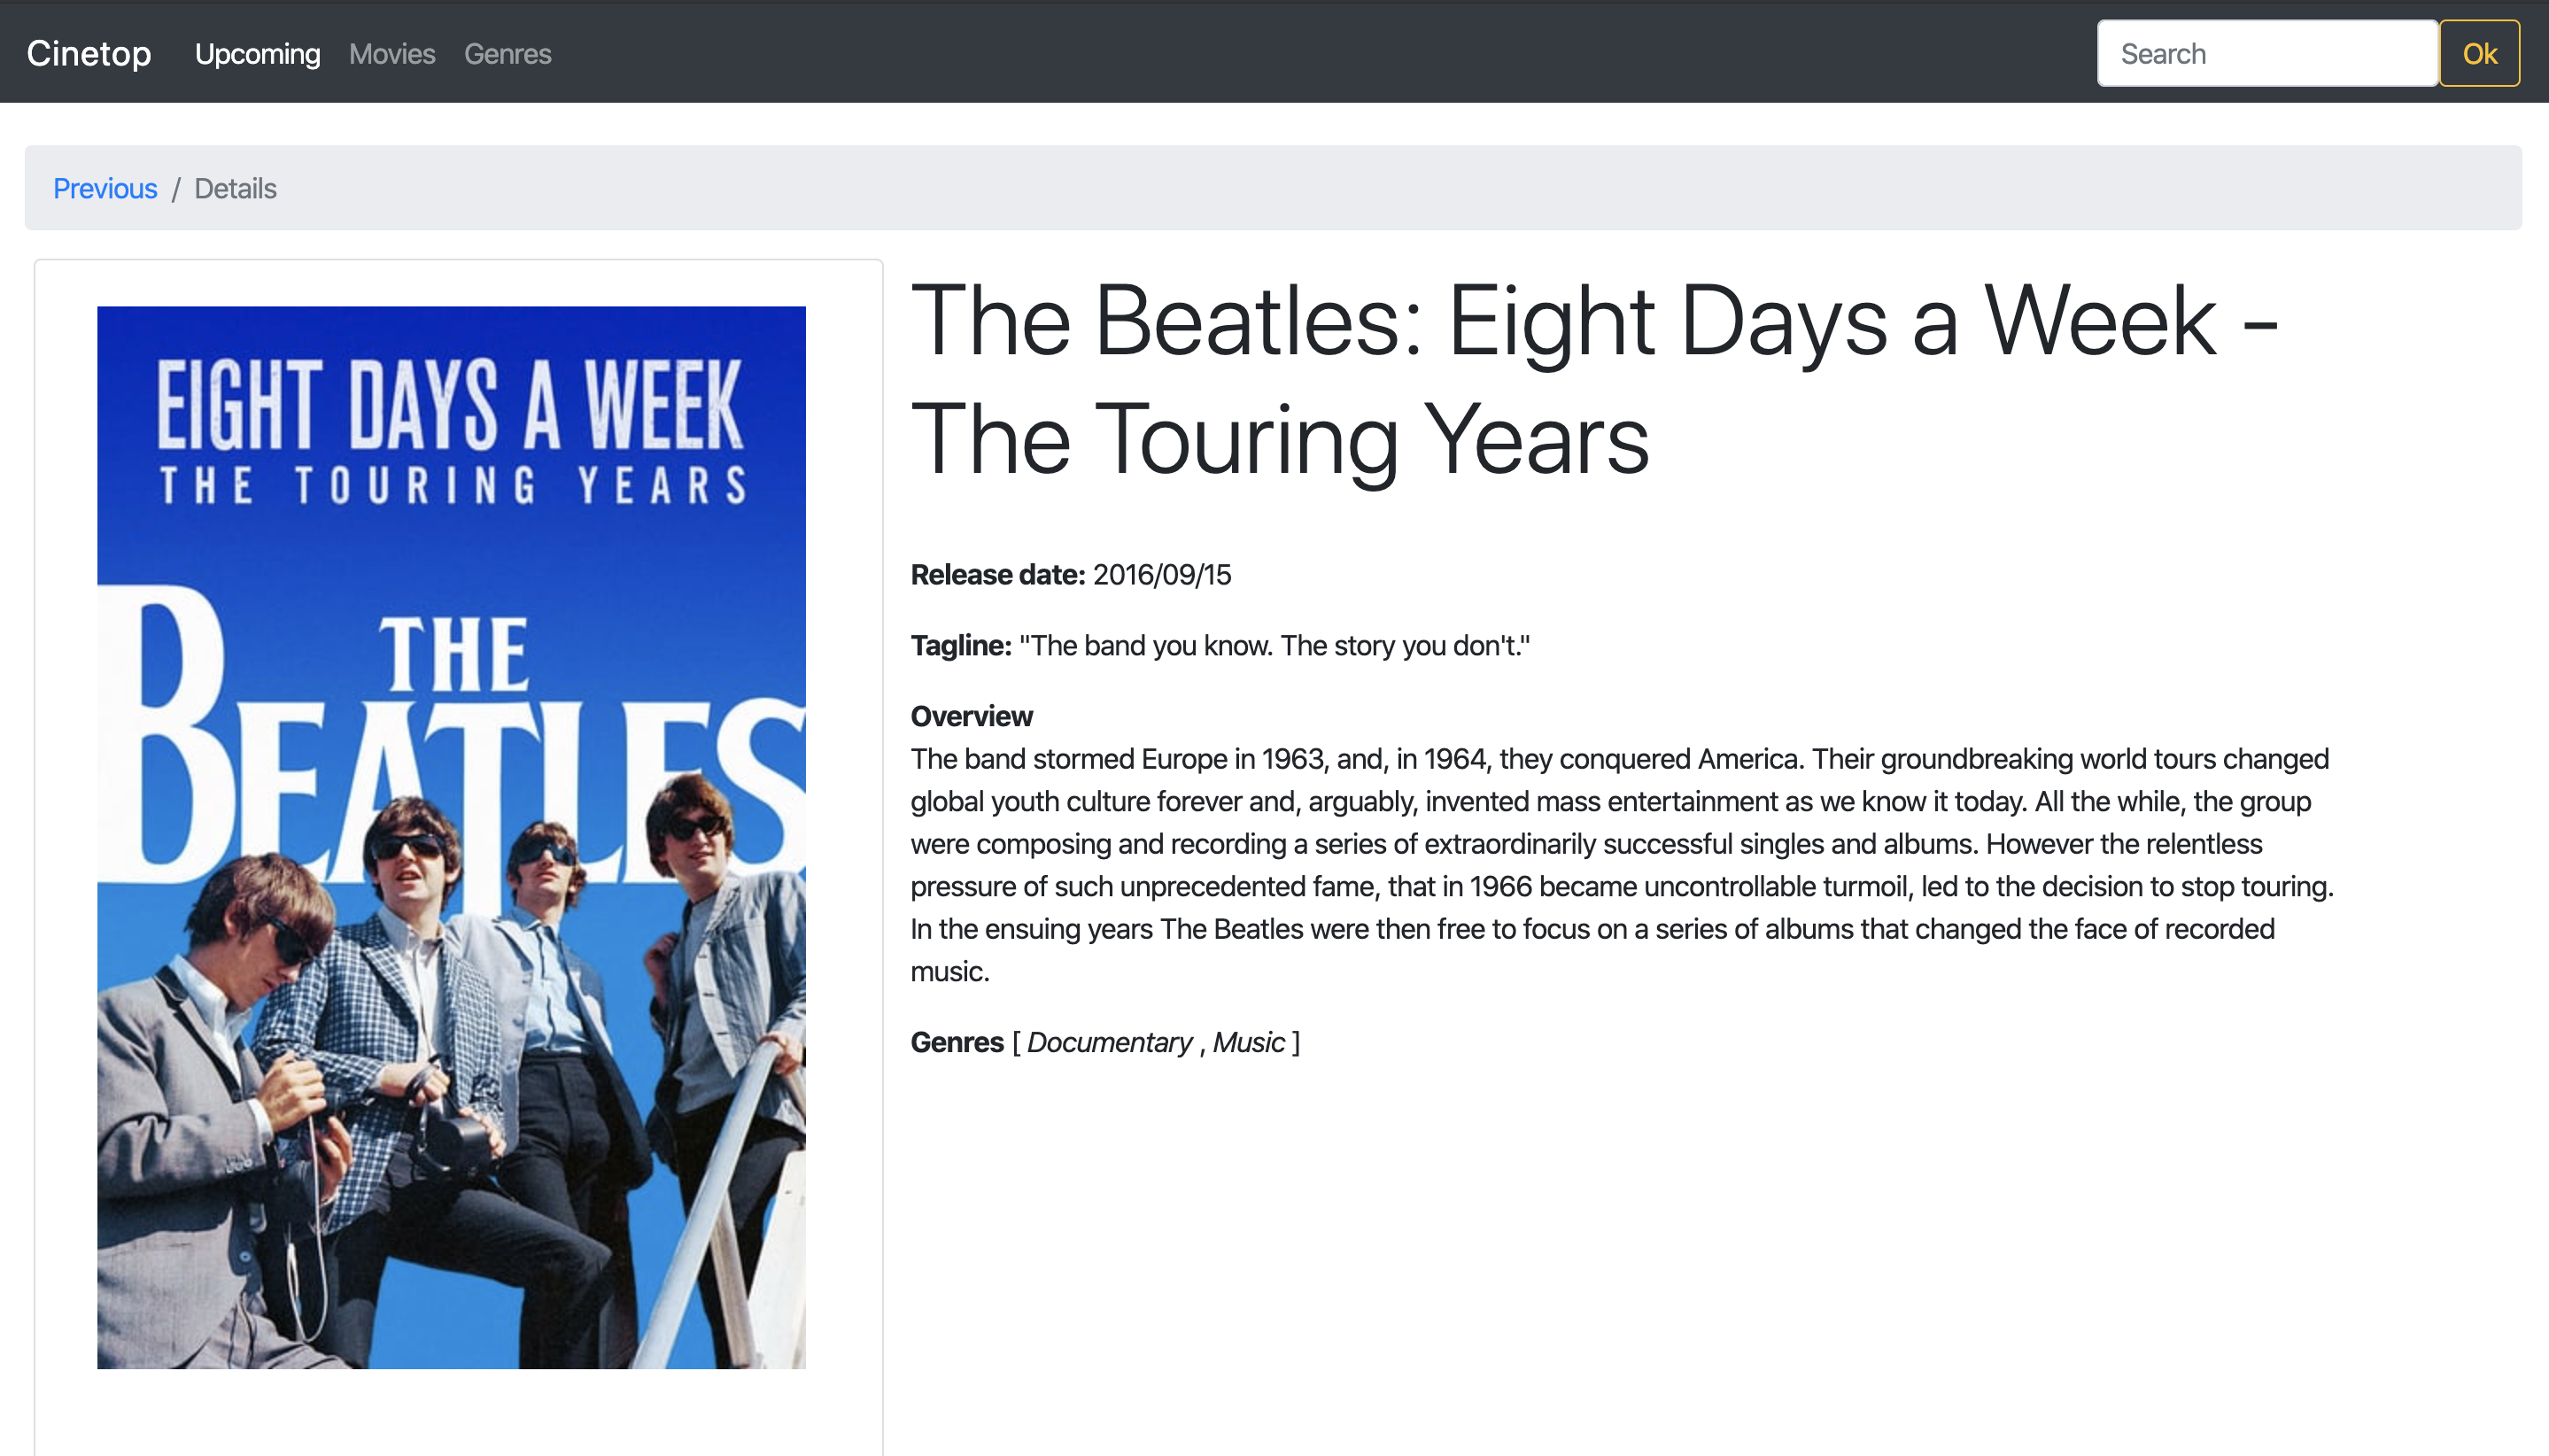 Cinetop Upcoming Movies Genres Search Ok
Previous / Details
EIGHT DAYS A WEEK
THE TOURING YEARS
THE
BEATLES
The Beatles: Eight Days a Week -
The Touring Years
Release date: 2016/09/15
Tagline: "The band you know. The story you don't."
Overview
The band stormed Europe in 1963, and, in 1964, they conquered America. Their groundbreaking world tours changed
global youth culture forever and, arguably, invented mass entertainment as we know it today. All the while, the group
were composing and recording a series of extraordinarily successful singles and albums. However the relentless
pressure of such unprecedented fame, that in 1966 became uncontrollable turmoil, led to the decision to stop touring.
In the ensuing years The Beatles were then free to focus on a series of albums that changed the face of recorded
music.
Genres [ Documentary , Music ]